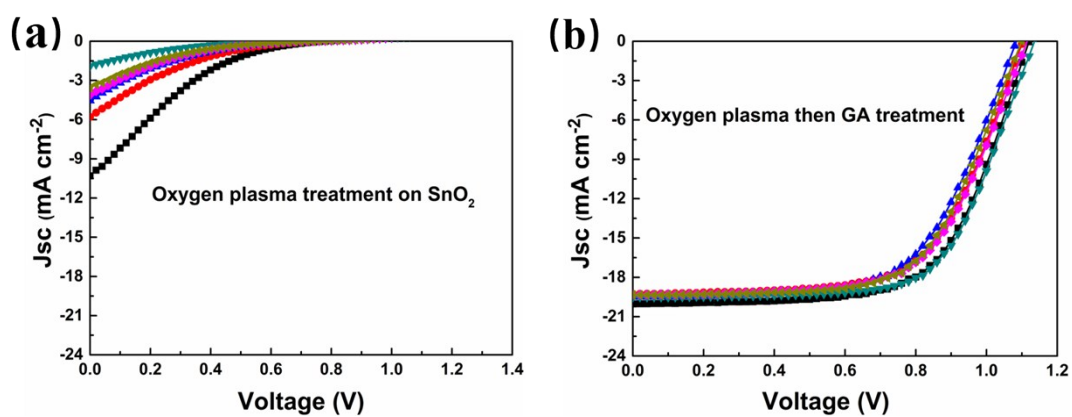 (a)
0
-3
-6
-9
-12
-15
-18
-21
-24
Jsc (mA cm-2)
Oxygen plasma treatment on SnO2
0.0 0.2 0.4 0.6 0.8 1.0 1.2 1.4
Voltage (V)
(b)
0
-3
-6
-9
-12
-15
-18
-21
-24
Jsc (mA cm-2)
Oxygen plasma then GA treatment
0.0 0.2 0.4 0.6 0.8 1.0 1.2
Voltage (V)